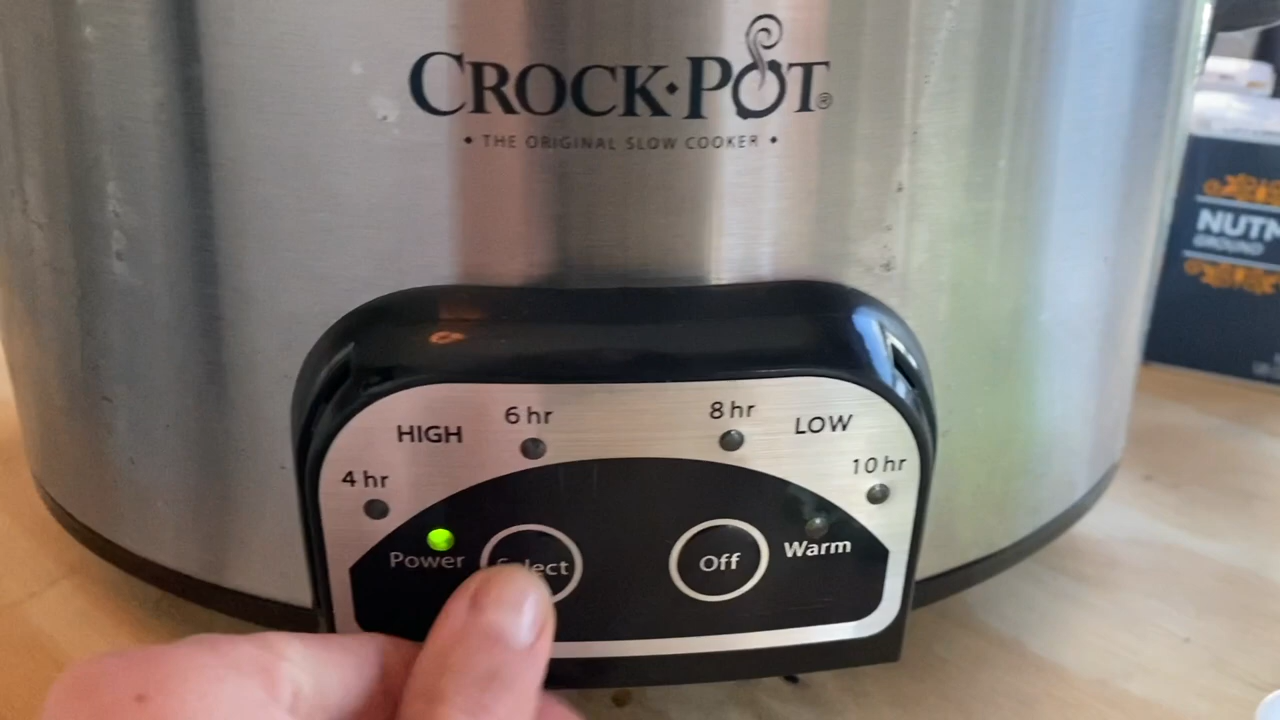 CROCK•POT®
• THE ORIGINAL SLOW COOKER •
NUTM
GROUND
HIGH
6 hr
8 hr
LOW
4 hr
10 hr
Power
Select
Off
Warm